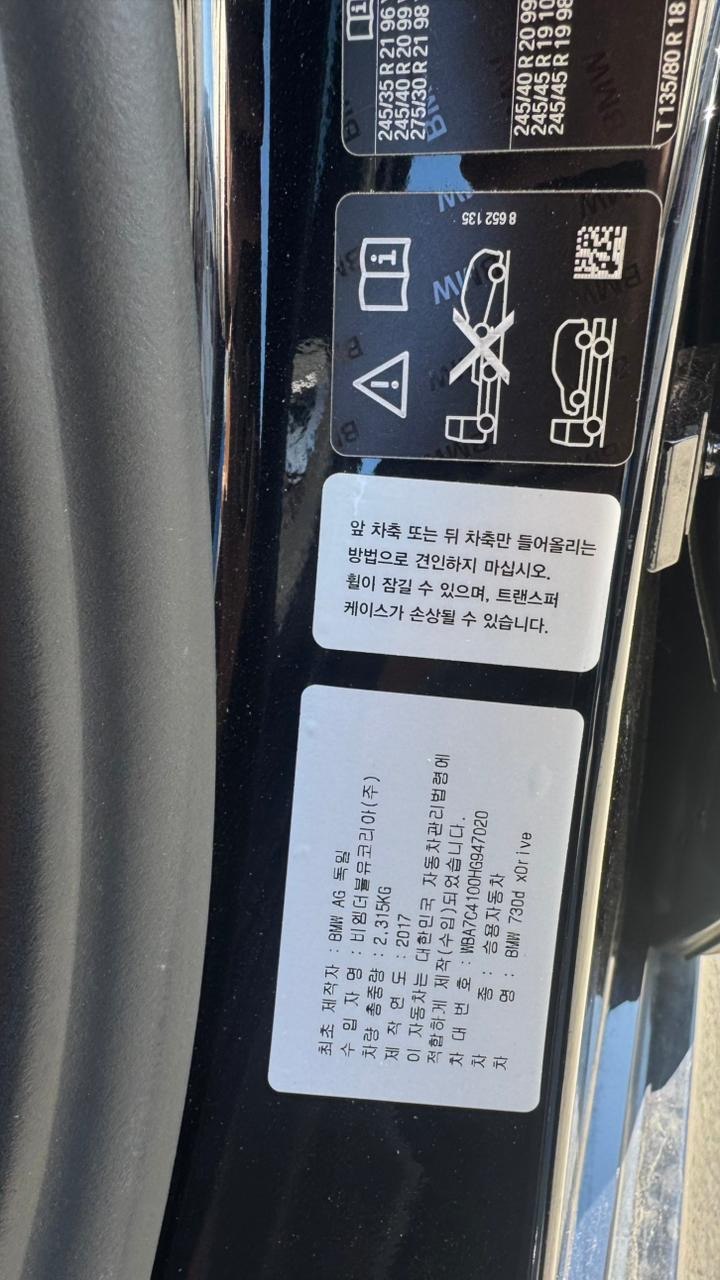 245/35 R 21 96
245/40 R 20 99
275/30 R 21 98
245/40 R 20 99
245/45 R 19
245/45 R 19 98
T 135/80 R 18
8 652 135
앞 차축 또는 뒤 차축만 들어올리는
방법으로 견인하지 마십시오.
휠이 잠길 수 있으며, 트랜스퍼
케이스가 손상될 수 있습니다.
최초 제작자 : BMW AG 독일
수 입 자 명 : 비엠더블유코리아(주)
차량 총중량 : 2,315KG
제 작 연 도 : 2017
이 자동차는 대한민국 자동차관리법령에
적합하게 제작(수입)되었습니다.
차 대 번 호 : WBA7C4100HG947020
차 종 : 승용자동차
차 명 : BMW 730d xDrive